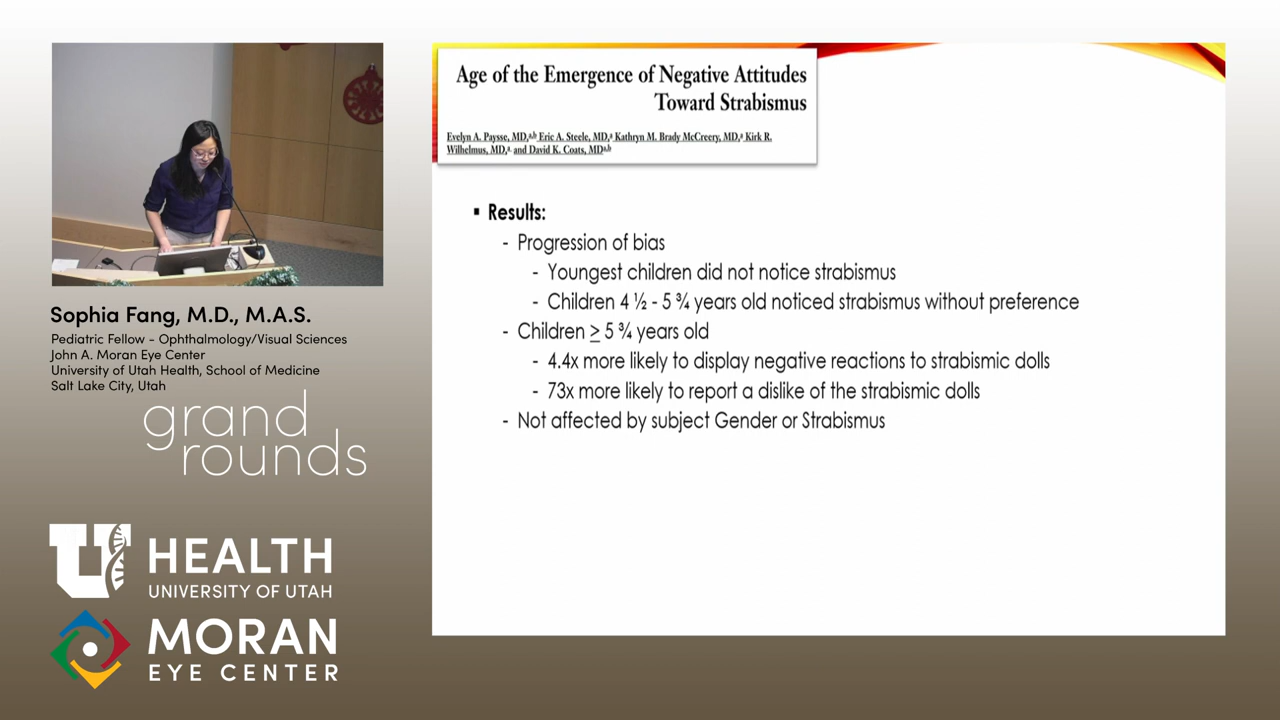 Age of the Emergence of Negative Attitudes
Toward Strabismus
Evelyn A. Paysse, MD,a,b Eric A. Steele, MD,a Kathryn M. Brady McCreery, MD,a Kirk R.
Wilhelmus, MD,a and David K. Coats, MDa,b
▪ Results:
- Progression of bias
- Youngest children did not notice strabismus
- Children 4 ½ - 5 ¾ years old noticed strabismus without preference
- Children ≥ 5 ¾ years old
- 4.4x more likely to display negative reactions to strabismic dolls
- 73x more likely to report a dislike of the strabismic dolls
- Not affected by subject Gender or Strabismus
Sophia Fang, M.D., M.A.S.
Pediatric Fellow - Ophthalmology/Visual Sciences
John A. Moran Eye Center
University of Utah Health, School of Medicine
Salt Lake City, Utah
grand
rounds
U HEALTH
UNIVERSITY OF UTAH
MORAN
EYE CENTER